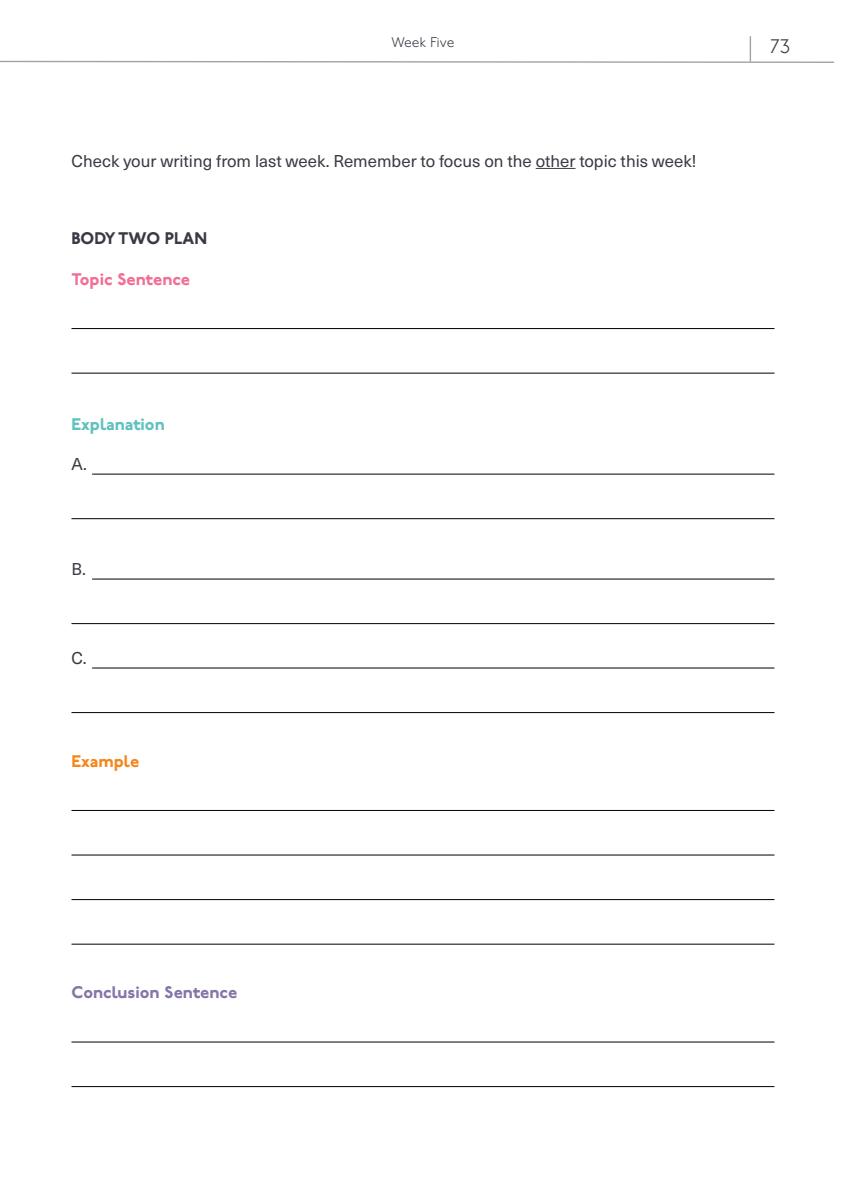 Week Five
73
Check your writing from last week. Remember to focus on the other topic this week!
BODY TWO PLAN
Topic Sentence
Explanation
A.
B.
C.
Example
Conclusion Sentence